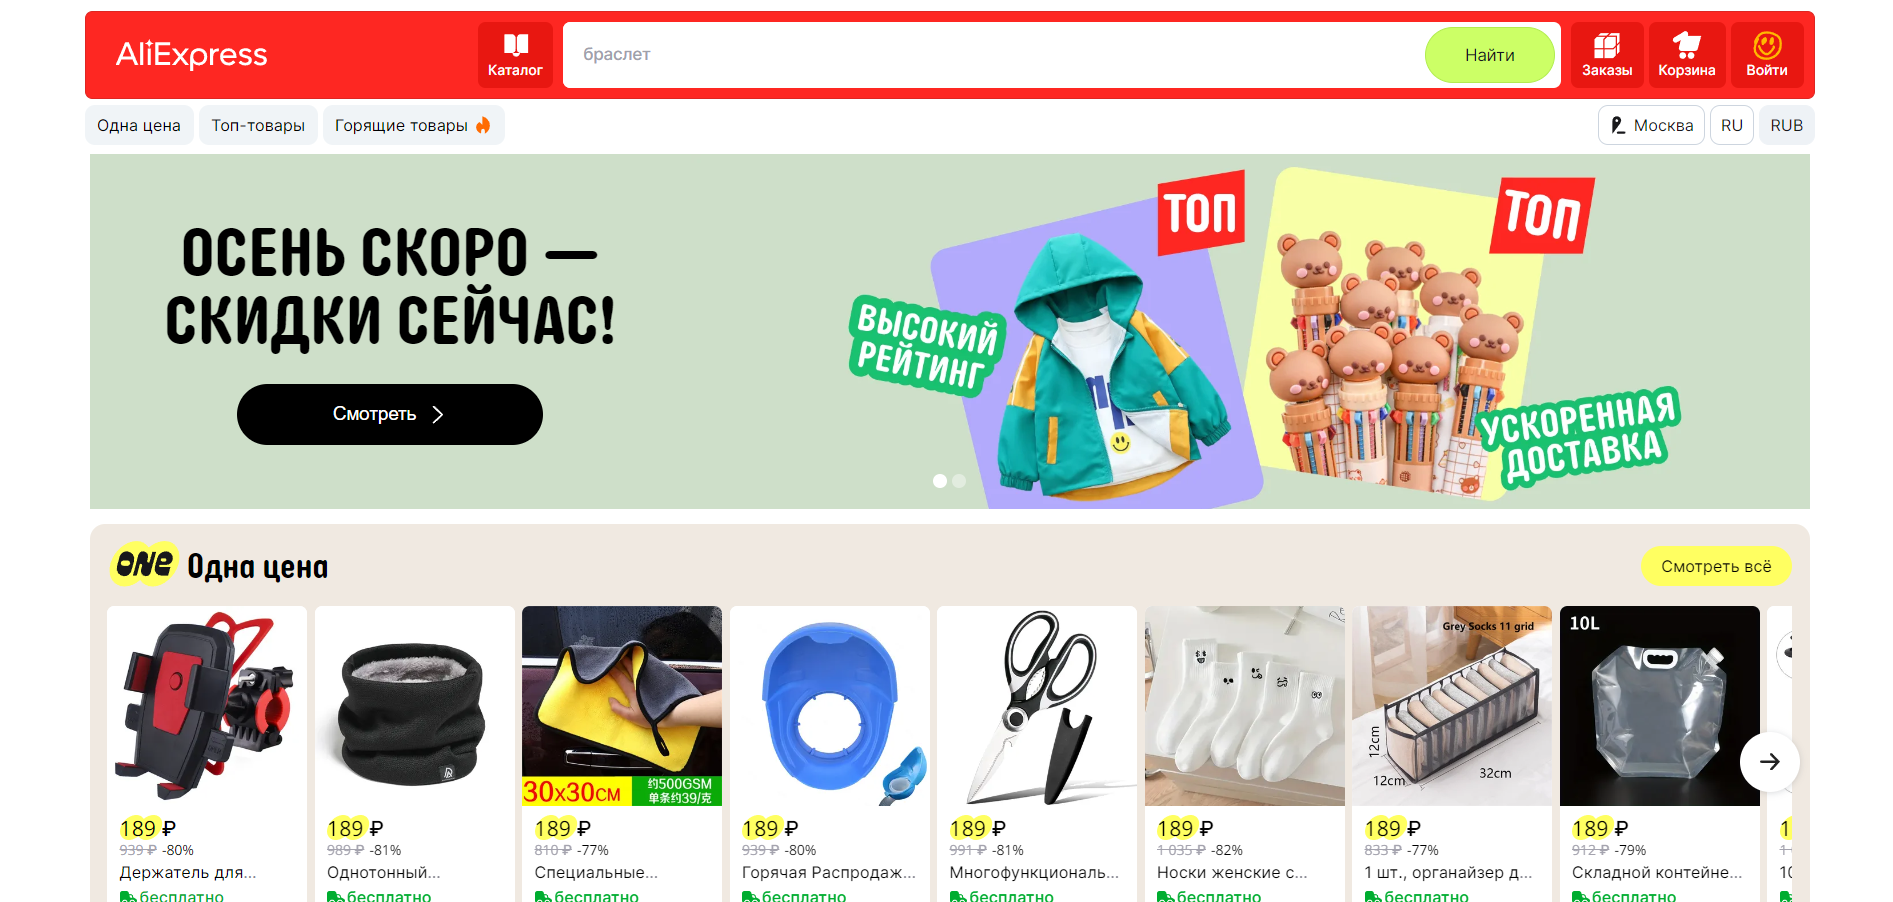 AliExpress
Каталог
браслет
Найти
Заказы
Корзина
Войти
Одна цена
Топ-товары
Горящие товары
Москва
RU
RUB
ОСЕНЬ СКОРО —
СКИДКИ СЕЙЧАС!
Смотреть
ВЫСОКИЙ
РЕЙТИНГ
ТОП
ТОП
УСКОРЕННАЯ
ДОСТАВКА
ONE Одна цена
Смотреть всё
30x30CM
约500GSM
单条约39/克
Grey Socks 11 grid
12cm
12cm
32cm
10L
189 ₽
939 ₽ -80%
Держатель для...
бесплатно
189 ₽
989 ₽ -81%
Однотонный...
бесплатно
189 ₽
810 ₽ -77%
Специальные...
бесплатно
189 ₽
939 ₽ -80%
Горячая Распродаж...
бесплатно
189 ₽
991 ₽ -81%
Многофункциональ...
бесплатно
189 ₽
1 035 ₽ -82%
Носки женские с...
бесплатно
189 ₽
833 ₽ -77%
1 шт., органайзер д...
бесплатно
189 ₽
912 ₽ -79%
Складной контейне...
бесплатно